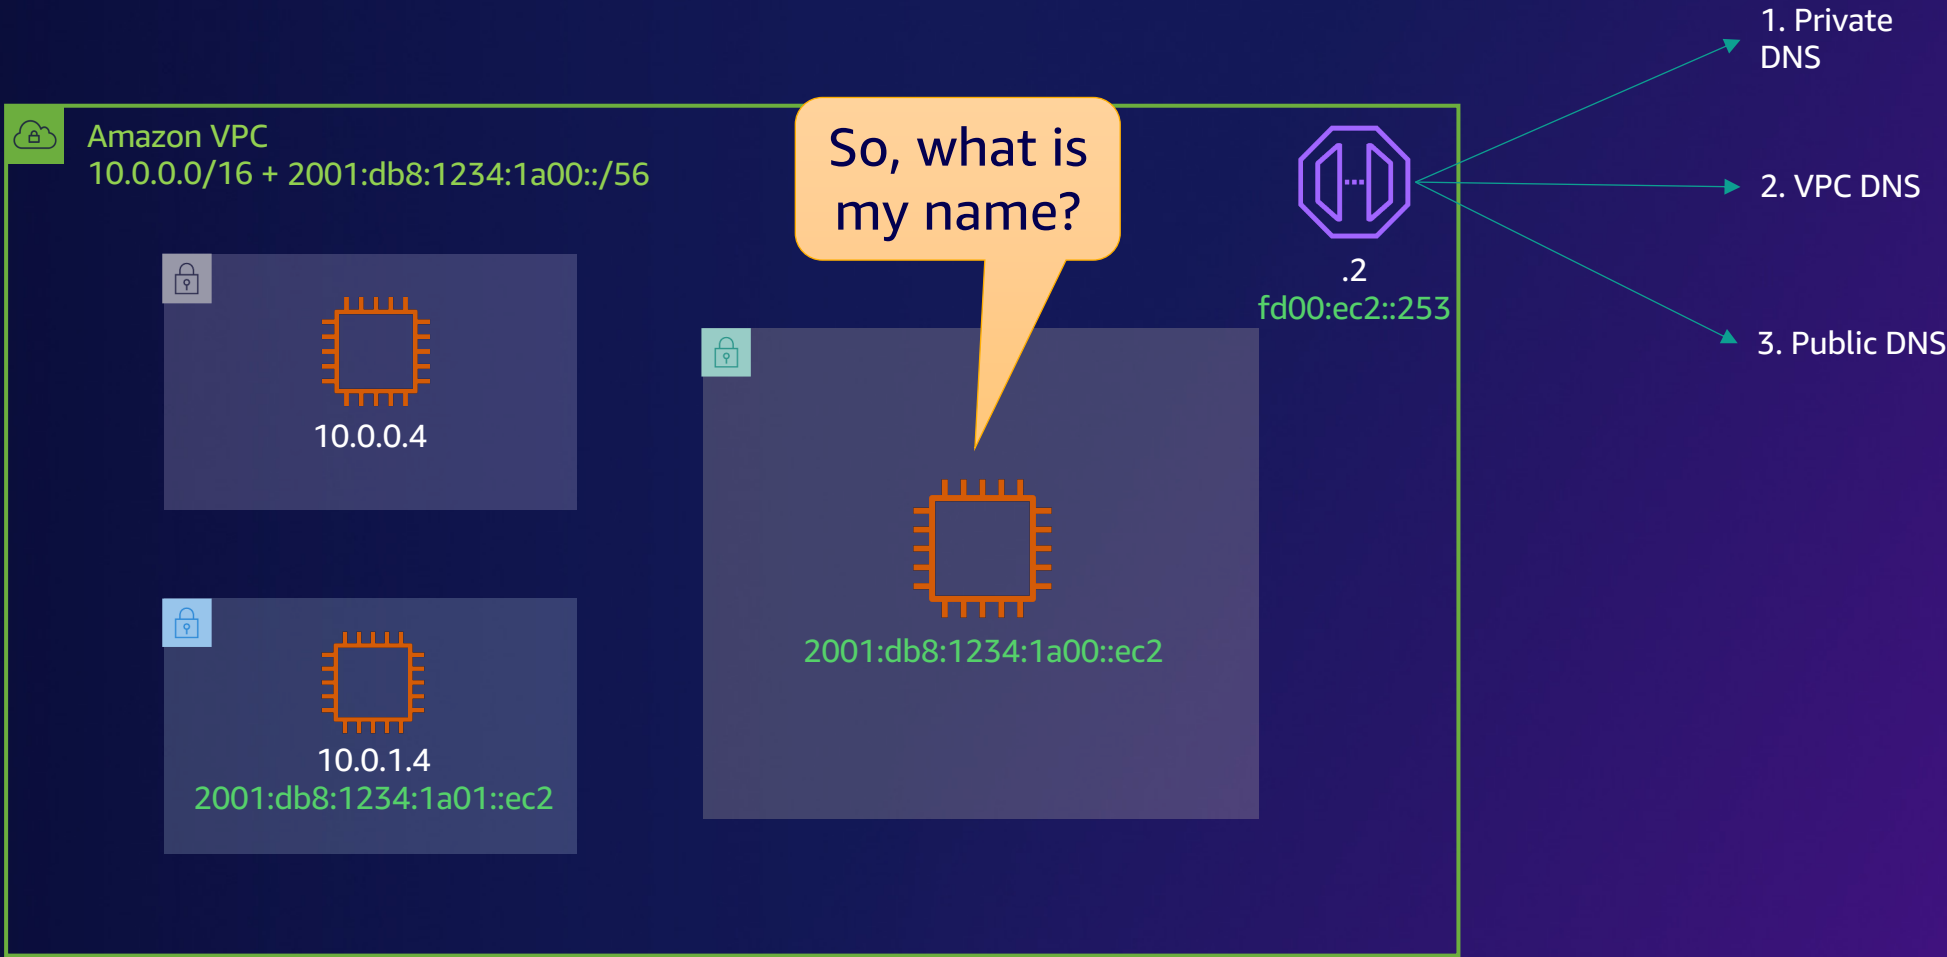 1. Private
DNS
Amazon VPC
10.0.0.0/16 + 2001:db8:1234:1a00::/56
So, what is
my name?
2. VPC DNS
.2
fd00:ec2::253
3. Public DNS
10.0.0.4
2001:db8:1234:1a00::ec2
10.0.1.4
2001:db8:1234:1a01::ec2